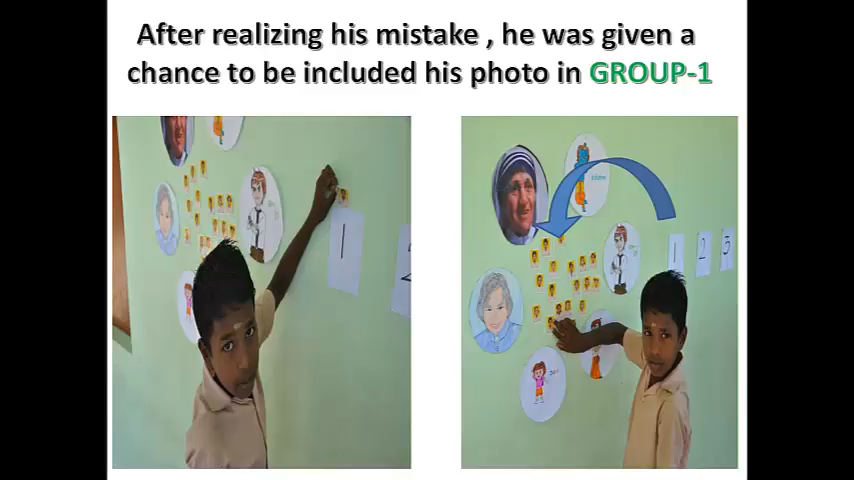 After realizing his mistake , he was given a
chance to be included his photo in GROUP-1
1
2
1
2
3